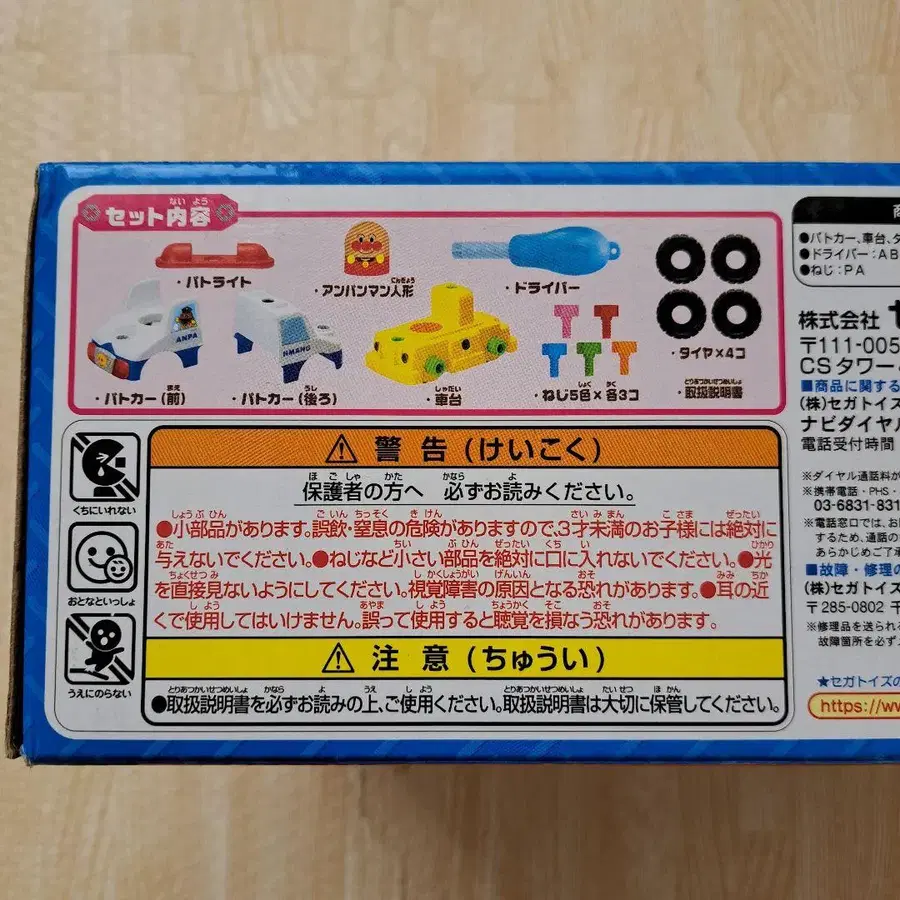 セット内容
・パトライト
・アンパンマン人形
・ドライバー
・パトカー(前)
・パトカー(後ろ)
・車台
・ねじ5色×各3コ
・タイヤ×4コ
・取扱説明書
ANPA
NMANG
くちにいれない
おとなといっしょ
うえにのらない
⚠ 警告(けいこく)
保護者の方へ 必ずお読みください。
●小部品があります。誤飲・窒息の危険がありますので、3才未満のお子様には絶対に
与えないでください。●ねじなど小さい部品を絶対に口に入れないでください。●光
を直接見ないようにしてください。視覚障害の原因となる恐れがあります。●耳の近
くで使用してはいけません。誤って使用すると聴覚を損なう恐れがあります。
⚠ 注意(ちゅうい)
●取扱説明書を必ずお読みの上、ご使用ください。取扱説明書は大切に保管してください。
●パトカー、車台、
●ドライバー:AB
●ねじ:PA
株式会社
〒111-005
CSタワー
■商品に関する
(株)セガトイズ
ナビダイヤル
電話受付時間
※ダイヤル通話料が
※携帯電話・PHS・
03-6831-831
※電話窓口では、お
するため、通話の
あらかじめご了承
■故障・修理の
(株)セガトイズ
〒285-0802 千
※修理品を送られる
故障箇所を必ず
★セガトイズの
https://ww